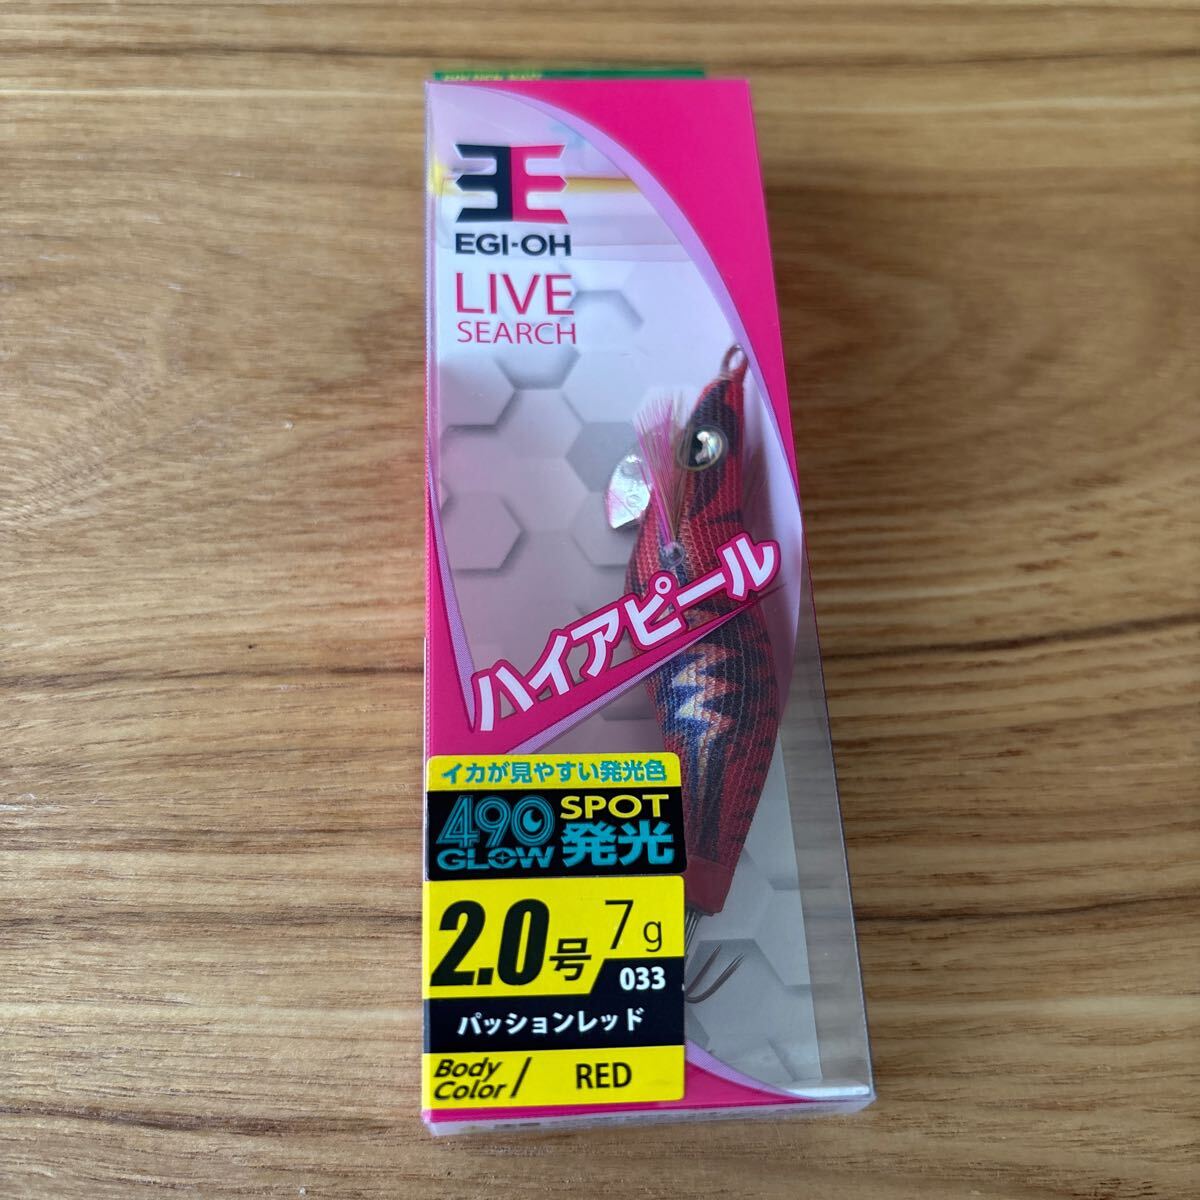 EGI-OH
LIVE
SEARCH
ハイアピール
イカが見やすい発光色
490
GLOW
SPOT
発光
2.0号
7g
033
パッションレッド
Body
Color/
RED